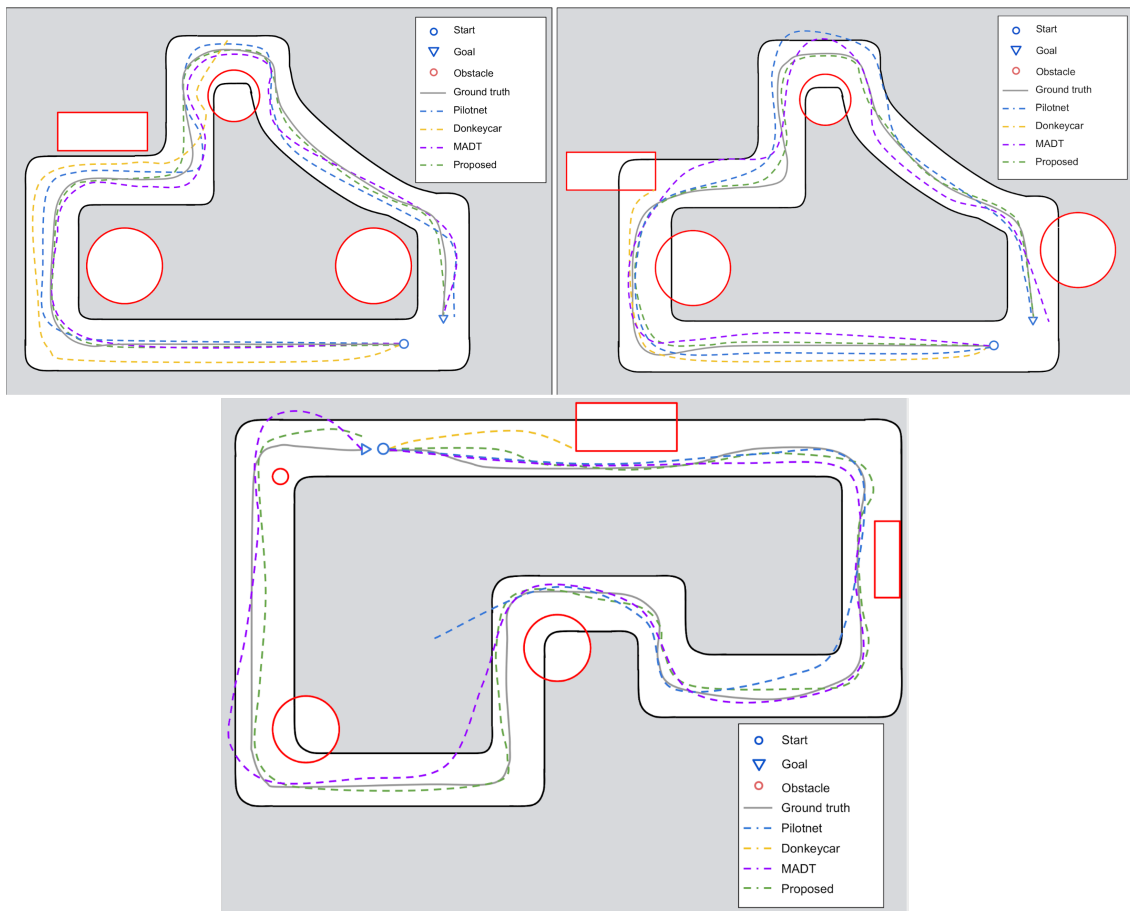 Start
Goal
Obstacle
Ground truth
Pilotnet
Donkeycar
MADT
Proposed
Start
Goal
Obstacle
Ground truth
Pilotnet
Donkeycar
MADT
Proposed
Start
Goal
Obstacle
Ground truth
Pilotnet
Donkeycar
MADT
Proposed